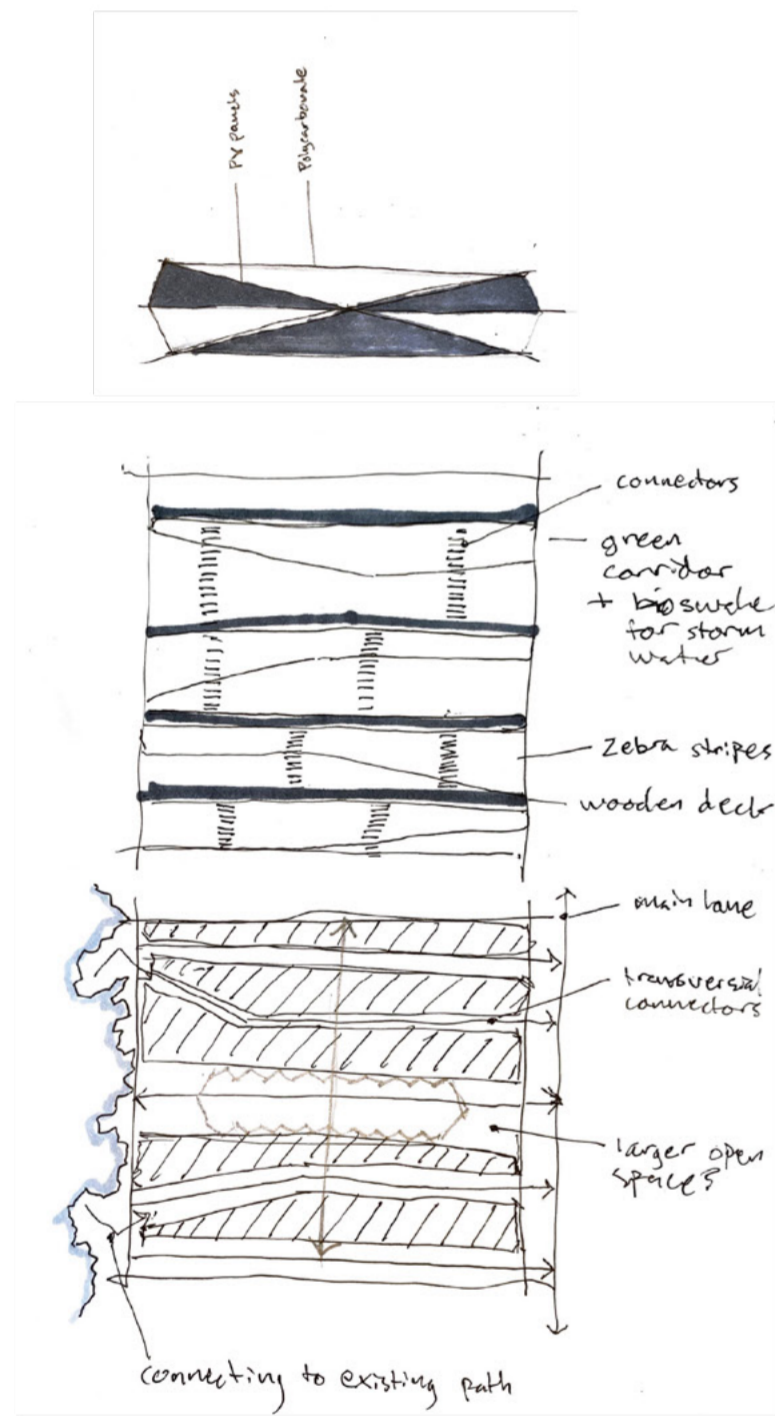 PV panels
Polycarbonate
connectors
green
corridor
+ bioswale
for storm
water
Zebra stripes
wooden deck
main lane
transversal
connectors
larger open
spaces
connecting to existing path